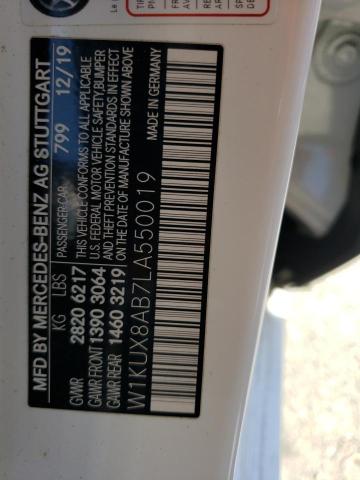 MFD BY MERCEDES-BENZ AG STUTTGART
PASSENGER CAR 799 12/19
KG LBS
GWR 2820 6217
GAWR FRONT 1390 3064
GAWR REAR 1460 3219
THIS VEHICLE CONFORMS TO ALL APPLICABLE
U.S. FEDERAL MOTOR VEHICLE SAFETY, BUMPER
AND THEFT PREVENTION STANDARDS IN EFFECT
ON THE DATE OF MANUFACTURE SHOWN ABOVE
W1KUX8AB7LA550019
MADE IN GERMANY